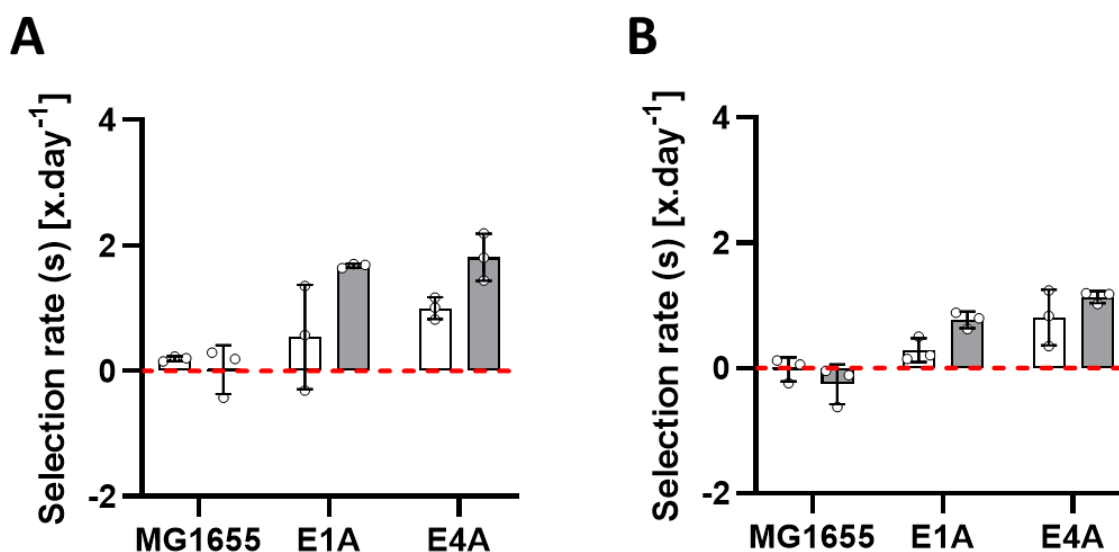 A
Selection rate (s) [x.day⁻¹]
4
2
0
-2
MG1655 E1A E4A
B
Selection rate (s) [x.day⁻¹]
4
2
0
-2
MG1655 E1A E4A